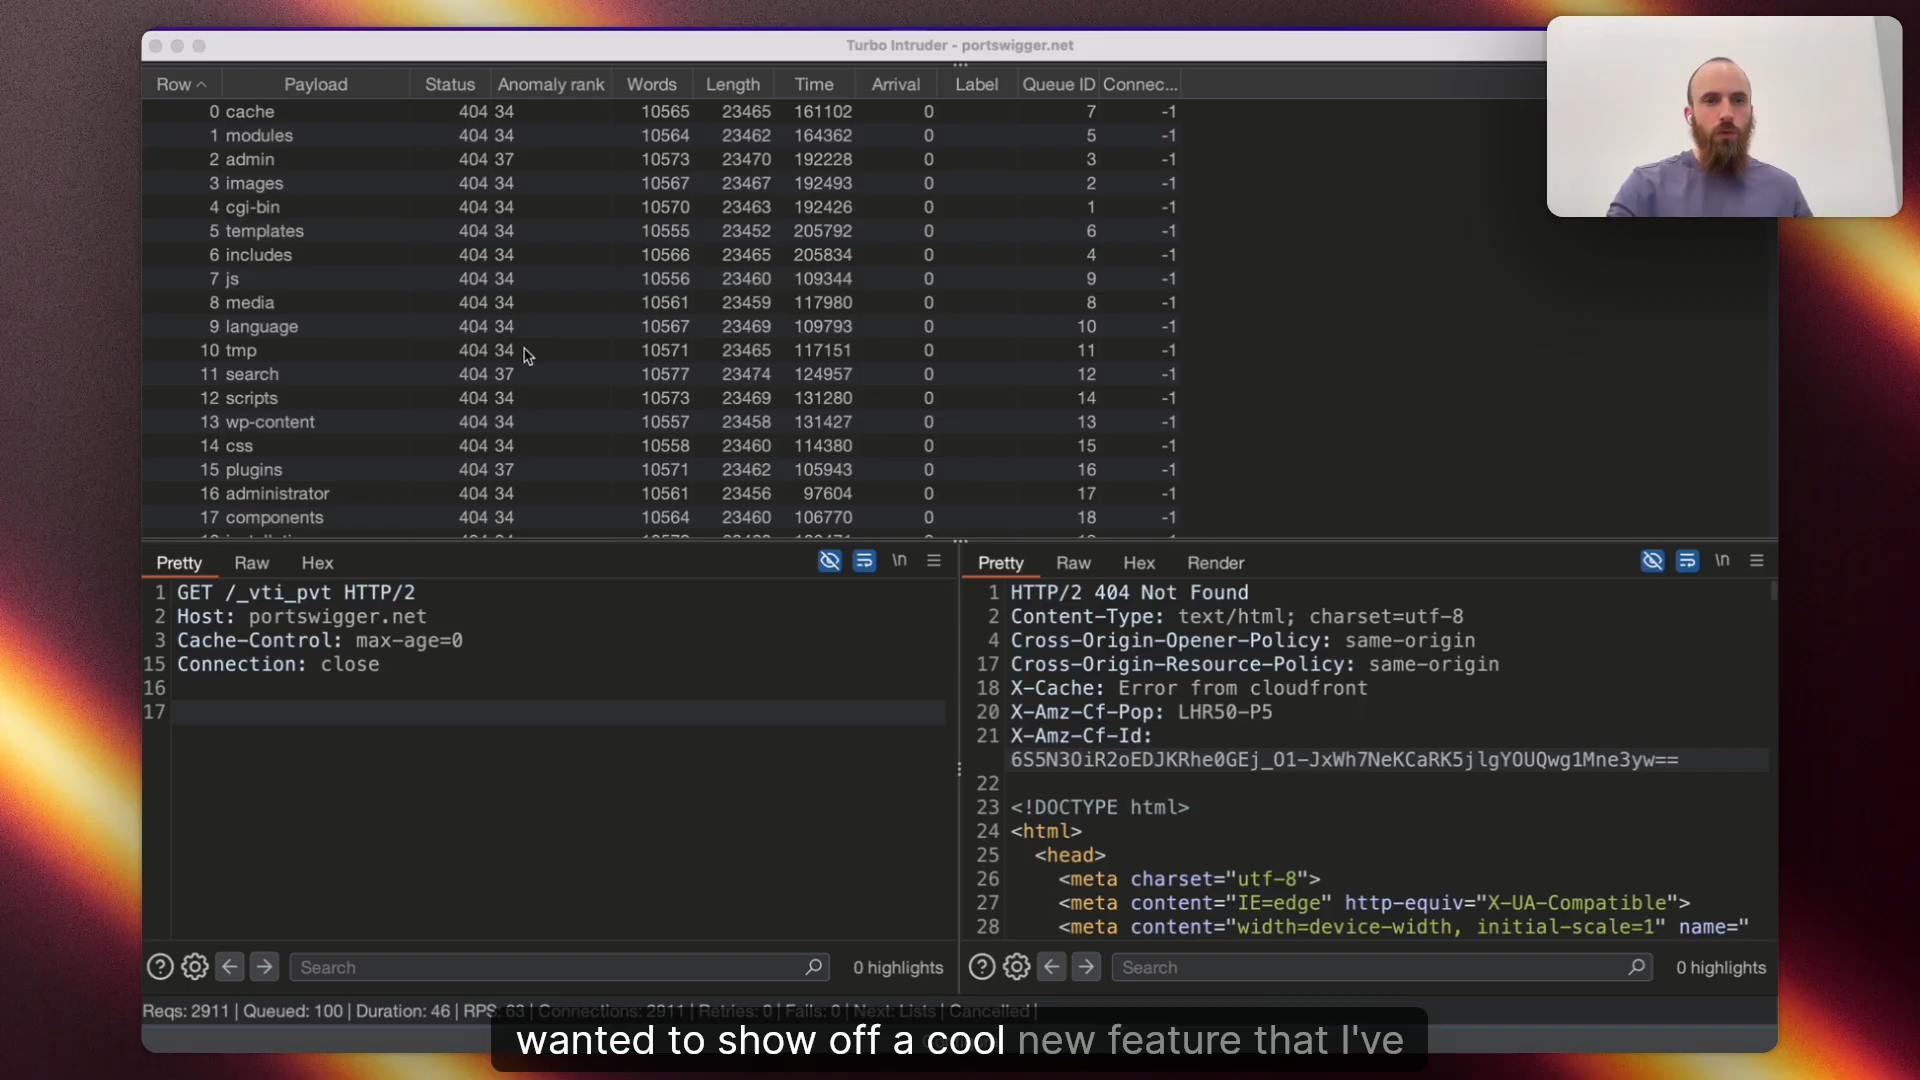 Turbo Intruder - portswigger.net
Row Payload Status Anomaly rank Words Length Time Arrival Label Queue ID Connec...
0 cache 404 34 10565 23465 161102 0 7 -1
1 modules 404 34 10564 23462 164362 0 5 -1
2 admin 404 37 10573 23470 192228 0 3 -1
3 images 404 34 10567 23467 192493 0 2 -1
4 cgi-bin 404 34 10570 23463 192426 0 1 -1
5 templates 404 34 10555 23452 205792 0 6 -1
6 includes 404 34 10566 23465 205834 0 4 -1
7 js 404 34 10556 23460 109344 0 9 -1
8 media 404 34 10561 23459 117980 0 8 -1
9 language 404 34 10567 23469 109793 0 10 -1
10 tmp 404 34 10571 23465 117151 0 11 -1
11 search 404 37 10577 23474 124957 0 12 -1
12 scripts 404 34 10573 23469 131280 0 14 -1
13 wp-content 404 34 10557 23458 131427 0 13 -1
14 css 404 34 10558 23460 114380 0 15 -1
15 plugins 404 37 10571 23462 105943 0 16 -1
16 administrator 404 34 10561 23456 97604 0 17 -1
17 components 404 34 10564 23460 106770 0 18 -1
Pretty Raw Hex \n
1 GET /_vti_pvt HTTP/2
2 Host: portswigger.net
3 Cache-Control: max-age=0
15 Connection: close
16
17
Search 0 highlights
Pretty Raw Hex Render \n
1 HTTP/2 404 Not Found
2 Content-Type: text/html; charset=utf-8
4 Cross-Origin-Opener-Policy: same-origin
17 Cross-Origin-Resource-Policy: same-origin
18 X-Cache: Error from cloudfront
20 X-Amz-Cf-Pop: LHR50-P5
21 X-Amz-Cf-Id:
6S5N3OiR2oEDJKRhe0GEj_O1-JxWh7NeKCaRK5jlgYOUQwg1Mne3yw==
22
23 <!DOCTYPE html>
24 <html>
25 <head>
26 <meta charset="utf-8">
27 <meta content="IE=edge" http-equiv="X-UA-Compatible">
28 <meta content="width=device-width, initial-scale=1" name="
Search 0 highlights
Reqs: 2911 | Queued: 100 | Duration: 46 | RPS: 63 | Connections: 2911 | Retries: 0 | Fails: 0 | Next: Lists | Cancelled |
wanted to show off a cool new feature that I've